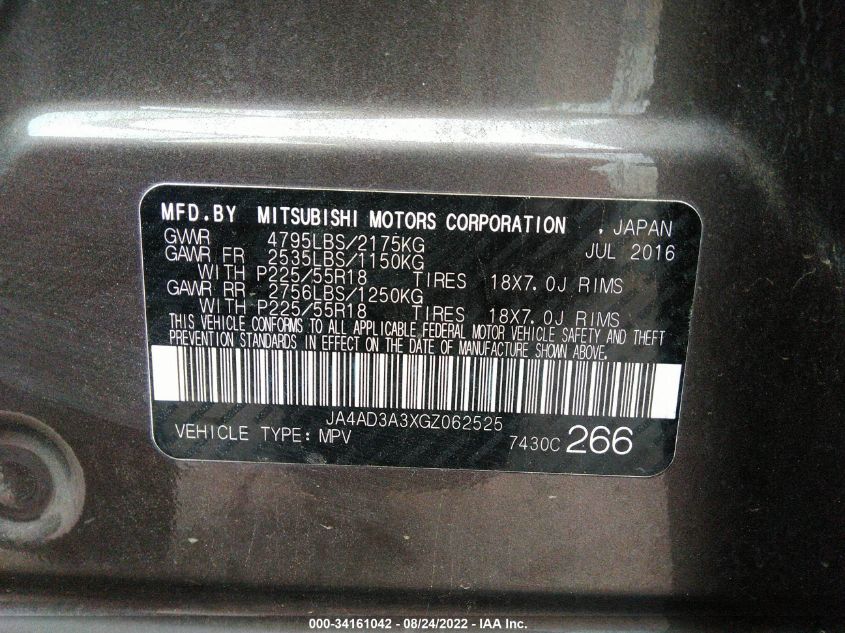 MFD.BY MITSUBISHI MOTORS CORPORATION , JAPAN
GVWR 4795LBS/2175KG JUL 2016
GAWR FR 2535LBS/1150KG
WITH P225/55R18 TIRES 18X7.0J RIMS
GAWR RR 2756LBS/1250KG
WITH P225/55R18 TIRES 18X7.0J RIMS
THIS VEHICLE CONFORMS TO ALL APPLICABLE FEDERAL MOTOR VEHICLE SAFETY AND THEFT
PREVENTION STANDARDS IN EFFECT ON THE DATE OF MANUFACTURE SHOWN ABOVE.
JA4AD3A3XGZ062525
VEHICLE TYPE: MPV 7430C 266
000-34161042 - 08/24/2022 - IAA Inc.